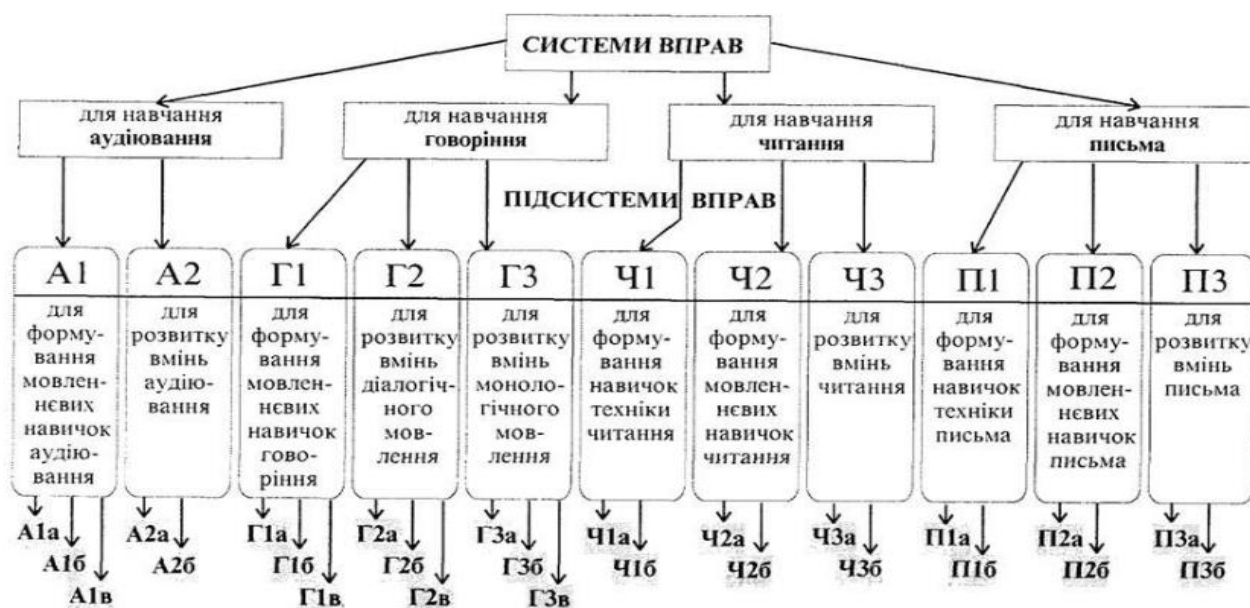 СИСТЕМИ ВПРАВ
для навчання
аудіювання
для навчання
говоріння
для навчання
читання
для навчання
письма
ПІДСИСТЕМИ ВПРАВ
А1
для
форму-
вання
мовлен-
нєвих
навичок
аудію-
вання
А2
для
розвитку
вмінь
аудію-
вання
Г1
для
форму-
вання
мовлен-
нєвих
навичок
гово-
ріння
Г2
для
розвитку
вмінь
діалогіч-
ного
мов-
лення
Г3
для
розвитку
вмінь
моноло-
гічного
мов-
лення
Ч1
для
форму-
вання
навичок
техніки
читання
Ч2
для
форму-
вання
мовлен-
нєвих
навичок
читання
Ч3
для
розвитку
вмінь
читання
П1
для
форму-
вання
навичок
техніки
письма
П2
для
форму-
вання
мовлен-
нєвих
навичок
письма
П3
для
розвитку
вмінь
письма
А1а
А1б
А1в
А2а
А2б
Г1а
Г1б
Г1в
Г2а
Г2б
Г2в
Г3а
Г3б
Г3в
Ч1а
Ч1б
Ч2а
Ч2б
Ч3а
Ч3б
П1а
П1б
П2а
П2б
П3а
П3б